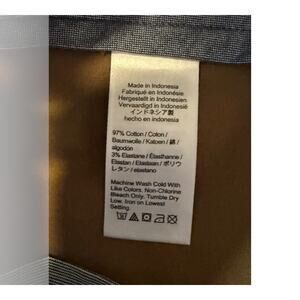 Made in Indonesia
Fabriqué en Indonésie
Hergestellt in Indonesien
Vervaardigd in Indonesië
インドネシア製
hecho en indonesia
97% Cotton / Coton /
Baumwolle / Katoen / 綿 /
algodón
3% Elastane / Élasthanne /
Elastan / Elastaan / ポリウ
レタン / elastano
Machine Wash Cold With
Like Colors. Non-Chlorine
Bleach Only. Tumble Dry
Low. Iron on Lowest
Setting.